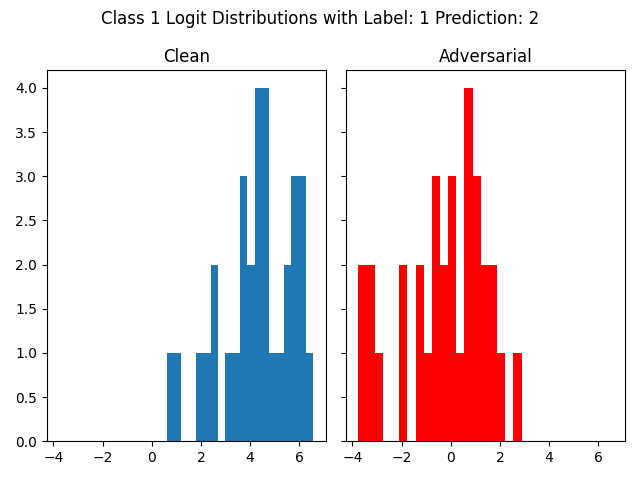 Class 1 Logit Distributions with Label: 1 Prediction: 2
Clean
Adversarial
4.0
3.5
3.0
2.5
2.0
1.5
1.0
0.5
0.0
−4 −2 0 2 4 6
−4 −2 0 2 4 6